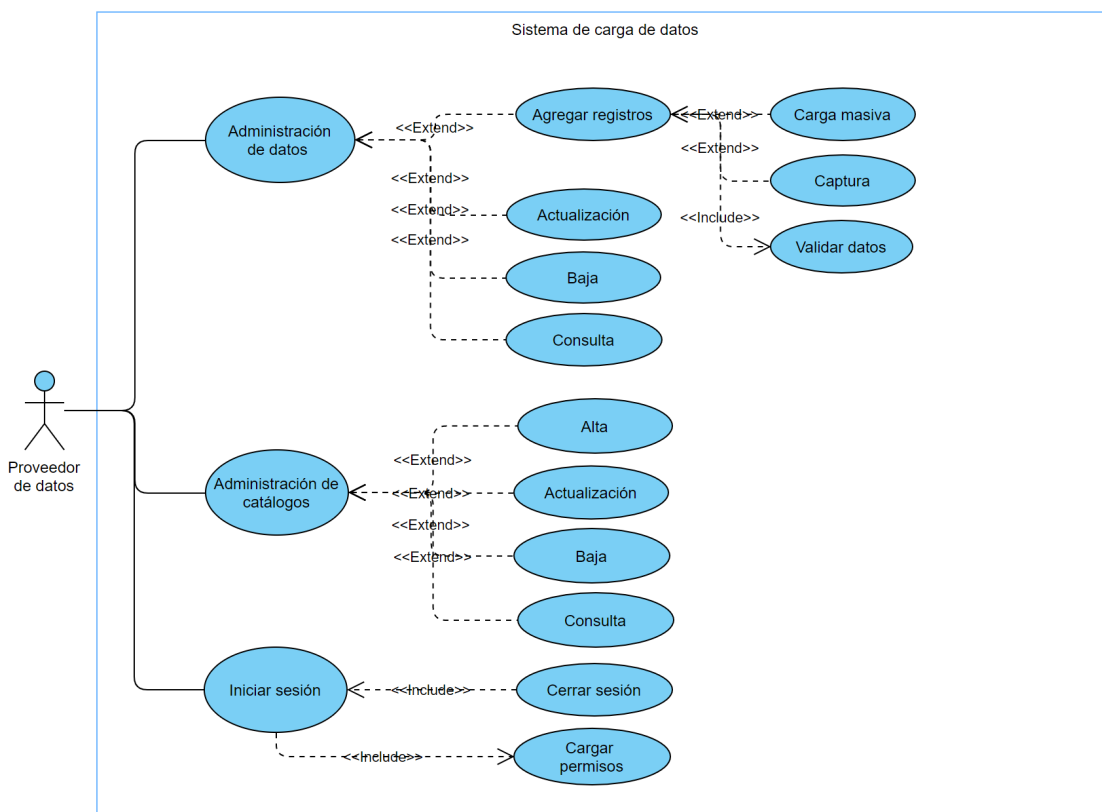 Sistema de carga de datos
Administración
de datos
<<Extend>>
Agregar registros
<<Extend>>
Carga masiva
<<Extend>>
Captura
<<Extend>>
<<Extend>>
<<Extend>>
Actualización
<<Include>>
Validar datos
Baja
Consulta
Proveedor
de datos
Administración de
catálogos
<<Extend>>
Alta
<<Extend>>
Actualización
<<Extend>>
<<Extend>>
Baja
Consulta
Iniciar sesión
<<Include>>
Cerrar sesión
<<Include>>
Cargar
permisos